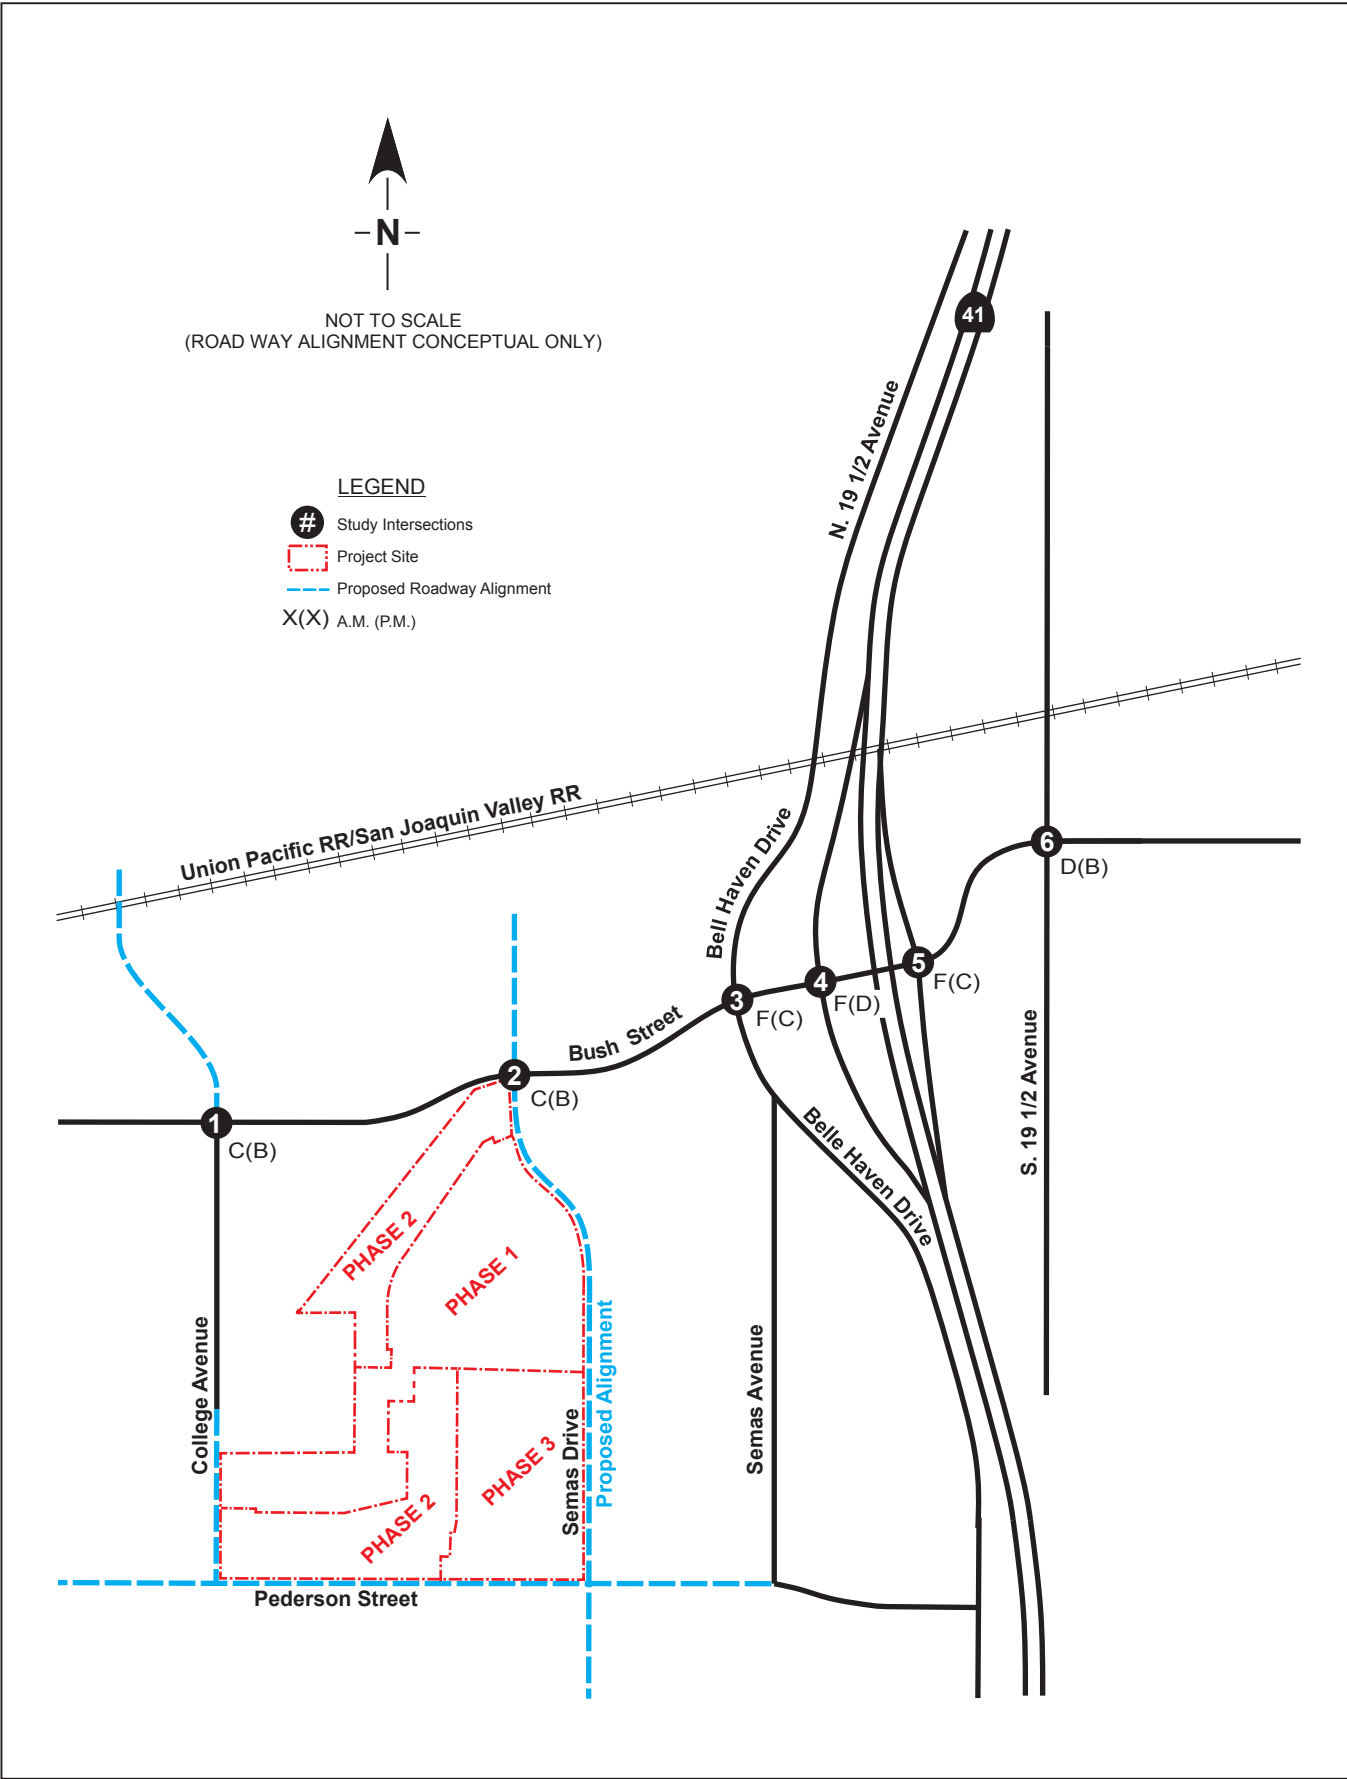 N
NOT TO SCALE
(ROAD WAY ALIGNMENT CONCEPTUAL ONLY)
41
N. 19 1/2 Avenue
LEGEND
# Study Intersections
Project Site
Proposed Roadway Alignment
X(X) A.M. (P.M.)
Union Pacific RR/San Joaquin Valley RR
Bell Haven Drive
6
D(B)
5
F(C)
4
F(D)
3
F(C)
Bush Street
2
C(B)
1
C(B)
S. 19 1/2 Avenue
Belle Haven Drive
PHASE 2
PHASE 1
College Avenue
Semas Drive
Proposed Alignment
Semas Avenue
PHASE 3
PHASE 2
Pederson Street